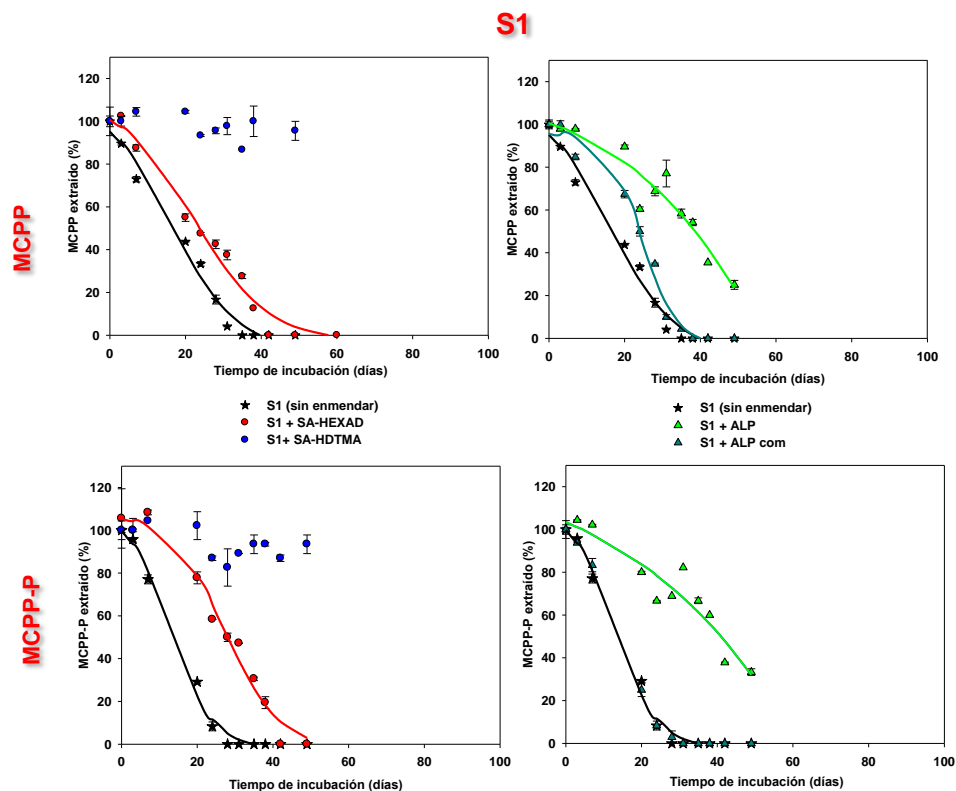 S1
MCPP
MCPP extraído (%)
120
100
80
60
40
20
0
0 20 40 60 80 100
Tiempo de incubación (días)
S1 (sin enmendar)
S1 + SA-HEXAD
S1+ SA-HDTMA
MCPP extraído (%)
120
100
80
60
40
20
0
0 20 40 60 80 100
Tiempo de incubación (días)
S1 (sin enmendar)
S1 + ALP
S1 + ALP com
MCPP-P
MCPP-P extraído (%)
120
100
80
60
40
20
0
0 20 40 60 80 100
Tiempo de incubación (días)
MCPP-P extraído (%)
120
100
80
60
40
20
0
0 20 40 60 80 100
Tiempo de incubación (días)